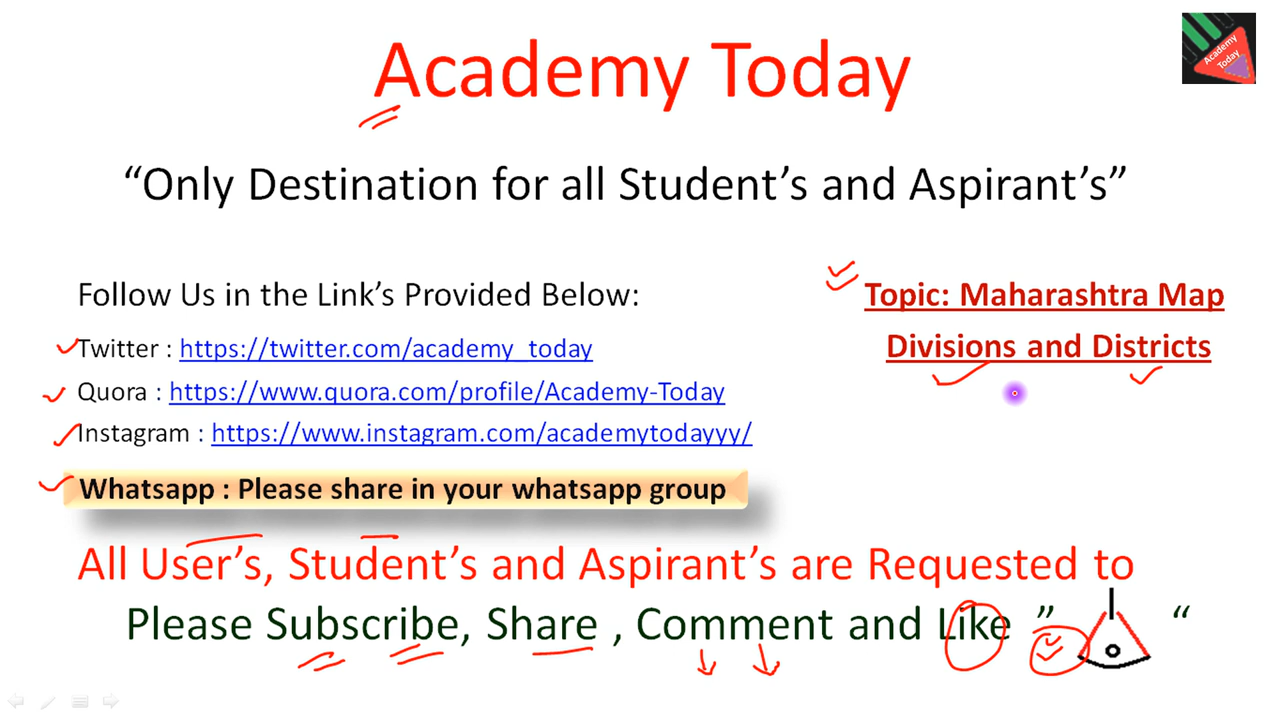 Academy Today
Academy
Today
“Only Destination for all Student’s and Aspirant’s”
Follow Us in the Link’s Provided Below:
Twitter : https://twitter.com/academy_today
Quora : https://www.quora.com/profile/Academy-Today
Instagram : https://www.instagram.com/academytodayyy/
Whatsapp : Please share in your whatsapp group
Topic: Maharashtra Map
Divisions and Districts
All User’s, Student’s and Aspirant’s are Requested to
Please Subscribe, Share , Comment and Like ” “